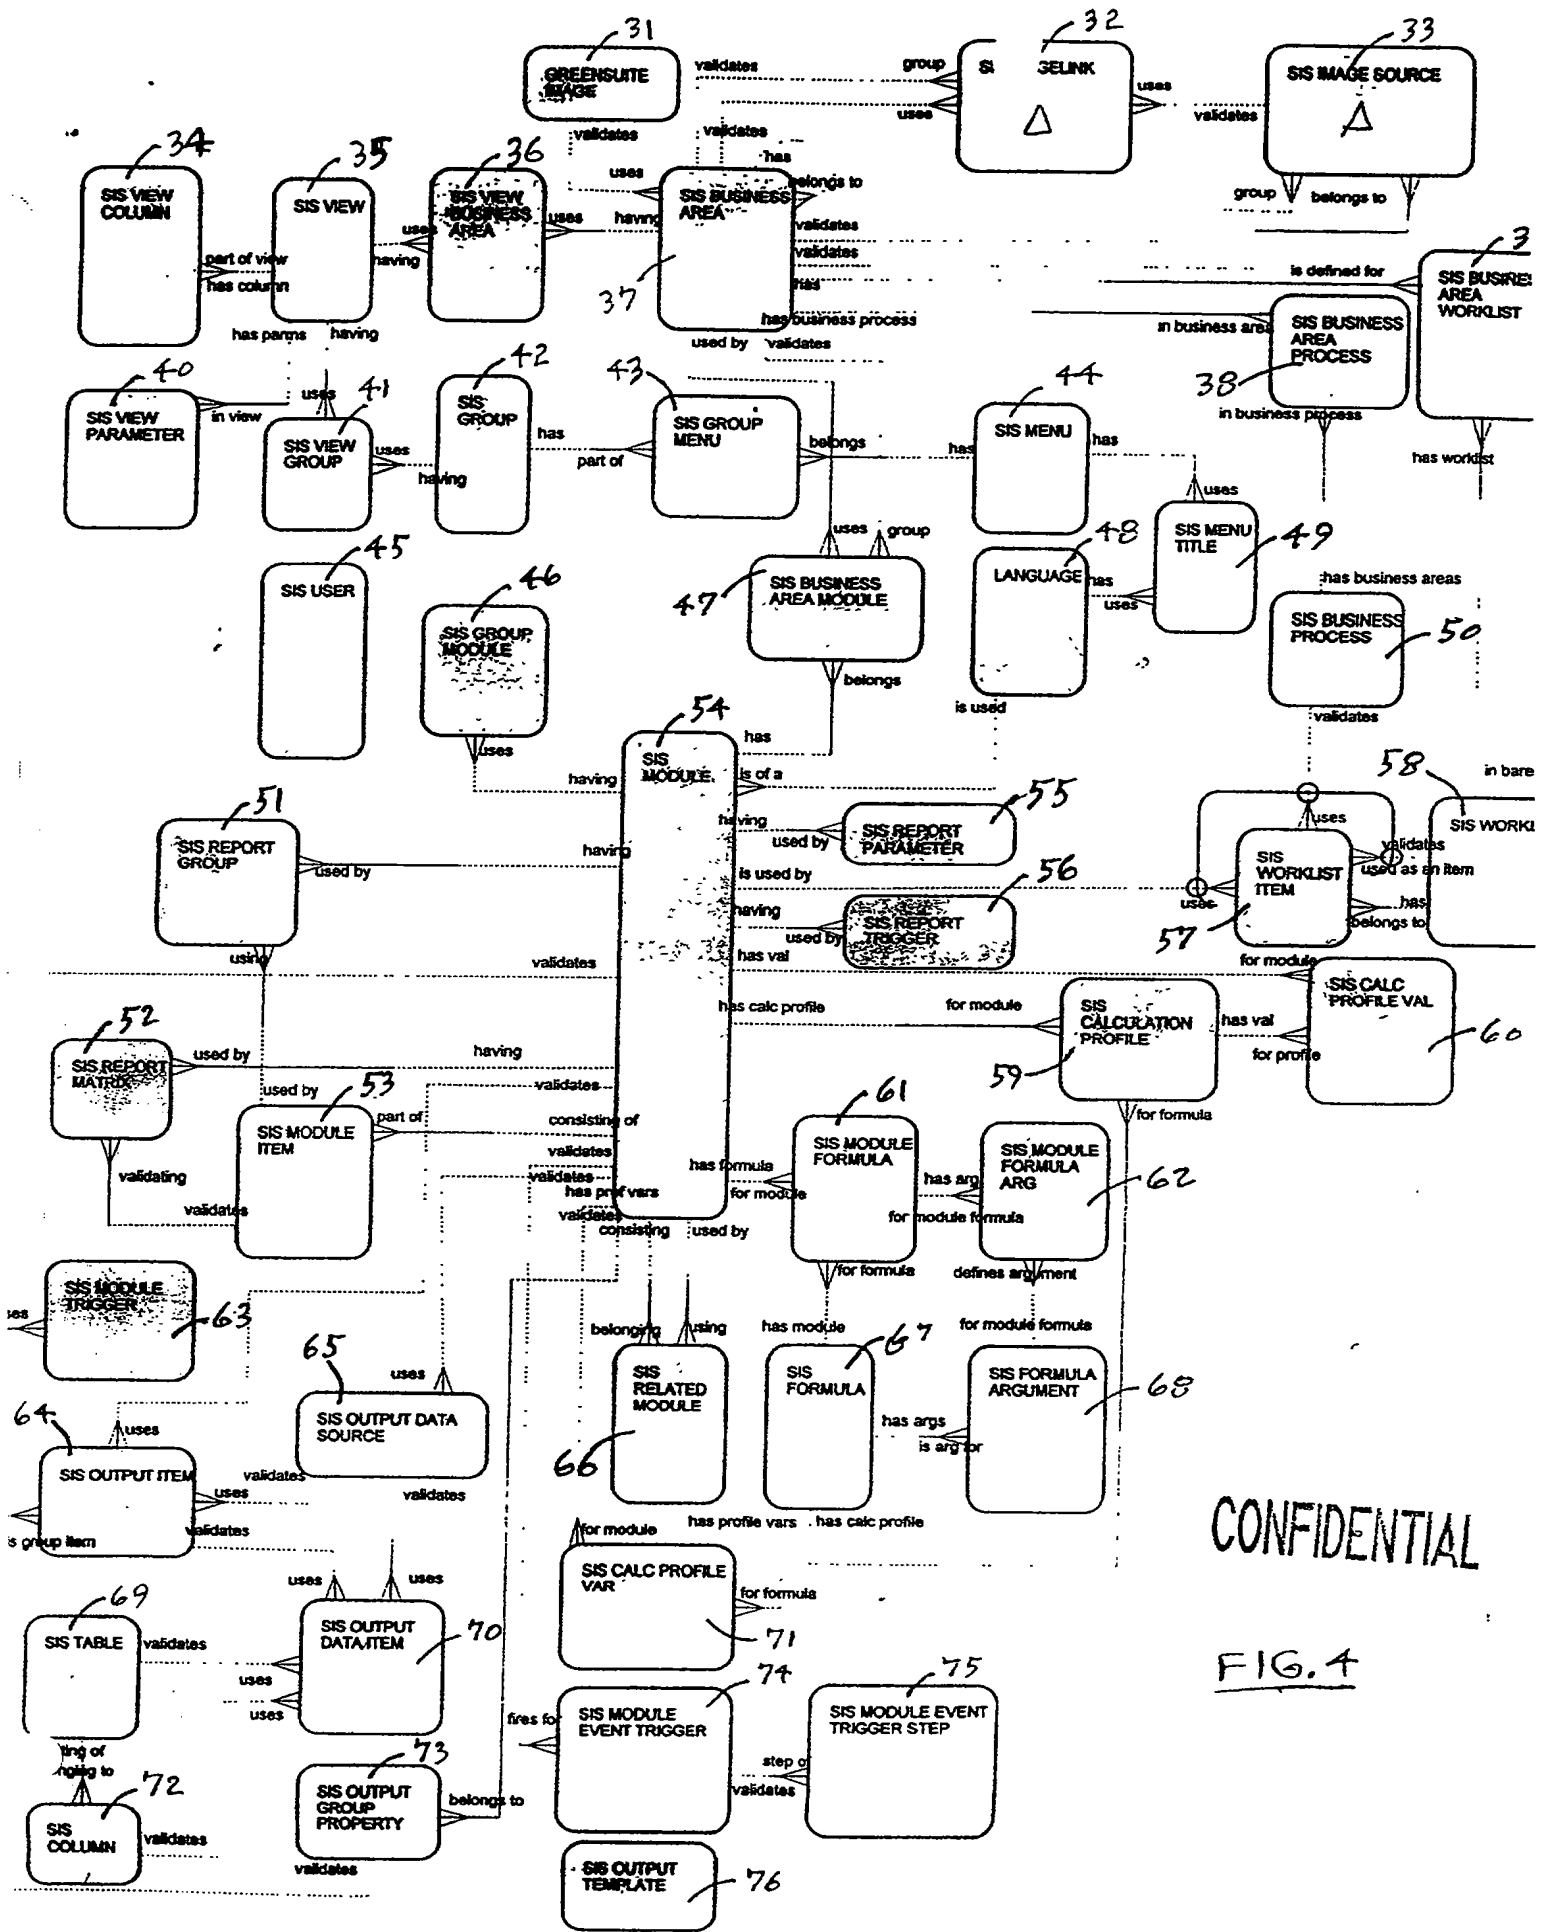 31
32
33
GREENSUITE
IMAGE
validates
group
uses
GELINK
SIS IMAGE SOURCE
uses
validates
validates
validates
has
34
35
36
uses
belongs to
group
belongs to
SIS VIEW
COLUMN
SIS VIEW
SIS VIEW
BUSINESS
AREA
SIS BUSINESS
AREA
uses
having
uses
having
validates
validates
part of view
has column
37
has
is defined for
SIS BUSINE
AREA
WORKLIST
3
has parms
having
has business process
in business area
SIS BUSINESS
AREA
PROCESS
38
used by
validates
40
41
42
43
44
SIS VIEW
PARAMETER
in view
uses
SIS VIEW
GROUP
uses
having
SIS
GROUP
has
part of
SIS GROUP
MENU
belongs
has
SIS MENU
has
in business process
has worklist
uses
45
46
47
uses
group
48
49
SIS USER
SIS GROUP
MODULE
SIS BUSINESS
AREA MODULE
LANGUAGE
has
uses
SIS MENU
TITLE
has business areas
SIS BUSINESS
PROCESS
50
uses
belongs
is used
validates
54
has
SIS
MODULE
is of a
having
51
55
58
in bare
SIS REPORT
GROUP
used by
having
having
used by
SIS REPORT
PARAMETER
uses
SIS
WORKLIST
ITEM
validates
used as an item
SIS WORKL
is used by
uses
has
belongs to
57
56
having
used by
SIS REPORT
TRIGGER
using
validates
has val
for module
SIS CALC
PROFILE VAL
60
52
has calc profile
for module
SIS
CALCULATION
PROFILE
has val
for profile
59
SIS REPORT
MATRIX
used by
having
validates
used by
53
61
for formula
SIS MODULE
ITEM
part of
consisting of
validates
validating
validates
validates
has prof vars
validates
consisting
used by
has formula
for module
SIS MODULE
FORMULA
has arg
for module formula
SIS MODULE
FORMULA
ARG
62
for formula
defines argument
SIS MODULE
TRIGGER
63
belonging
using
has module
for module formula
67
65
uses
SIS
RELATED
MODULE
66
SIS
FORMULA
SIS FORMULA
ARGUMENT
68
64
uses
SIS OUTPUT DATA
SOURCE
has args
is arg for
SIS OUTPUT ITEM
validates
uses
validates
validates
group item
has profile vars
has calc profile
for module
CONFIDENTIAL
69
uses
uses
SIS CALC PROFILE
VAR
for formula
71
SIS TABLE
validates
uses
uses
SIS OUTPUT
DATA ITEM
70
74
75
FIG. 4
fires for
SIS MODULE
EVENT TRIGGER
step o
validates
SIS MODULE EVENT
TRIGGER STEP
ting of
nging to
72
73
SIS
COLUMN
validates
SIS OUTPUT
GROUP
PROPERTY
belongs to
validates
SIS OUTPUT
TEMPLATE
76